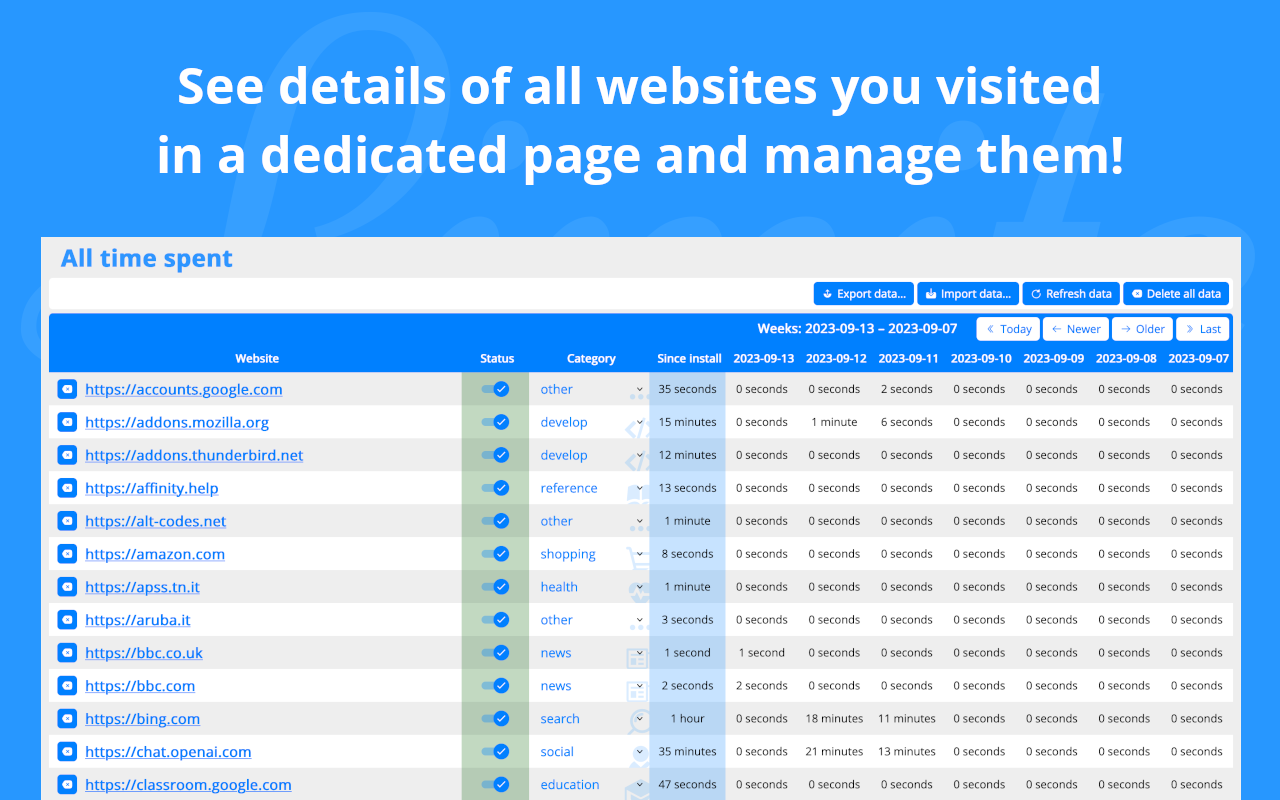 See details of all websites you visited
in a dedicated page and manage them!
All time spent
Export data... Import data... Refresh data Delete all data
Weeks: 2023-09-13 – 2023-09-07 Today Newer Older Last
Website Status Category Since install 2023-09-13 2023-09-12 2023-09-11 2023-09-10 2023-09-09 2023-09-08 2023-09-07
https://accounts.google.com other 35 seconds 0 seconds 0 seconds 2 seconds 0 seconds 0 seconds 0 seconds 0 seconds
https://addons.mozilla.org develop 15 minutes 0 seconds 1 minute 6 seconds 0 seconds 0 seconds 0 seconds 0 seconds
https://addons.thunderbird.net develop 12 minutes 0 seconds 0 seconds 0 seconds 0 seconds 0 seconds 0 seconds 0 seconds
https://affinity.help reference 13 seconds 0 seconds 0 seconds 0 seconds 0 seconds 0 seconds 0 seconds 0 seconds
https://alt-codes.net other 1 minute 0 seconds 0 seconds 0 seconds 0 seconds 0 seconds 0 seconds 0 seconds
https://amazon.com shopping 8 seconds 0 seconds 0 seconds 0 seconds 0 seconds 0 seconds 0 seconds 0 seconds
https://apss.tn.it health 1 minute 0 seconds 0 seconds 0 seconds 0 seconds 0 seconds 0 seconds 0 seconds
https://aruba.it other 3 seconds 0 seconds 0 seconds 0 seconds 0 seconds 0 seconds 0 seconds 0 seconds
https://bbc.co.uk news 1 second 1 second 0 seconds 0 seconds 0 seconds 0 seconds 0 seconds 0 seconds
https://bbc.com news 2 seconds 2 seconds 0 seconds 0 seconds 0 seconds 0 seconds 0 seconds 0 seconds
https://bing.com search 1 hour 0 seconds 18 minutes 11 minutes 0 seconds 0 seconds 0 seconds 0 seconds
https://chat.openai.com social 35 minutes 0 seconds 21 minutes 13 minutes 0 seconds 0 seconds 0 seconds 0 seconds
https://classroom.google.com education 47 seconds 0 seconds 0 seconds 0 seconds 0 seconds 0 seconds 0 seconds 0 seconds